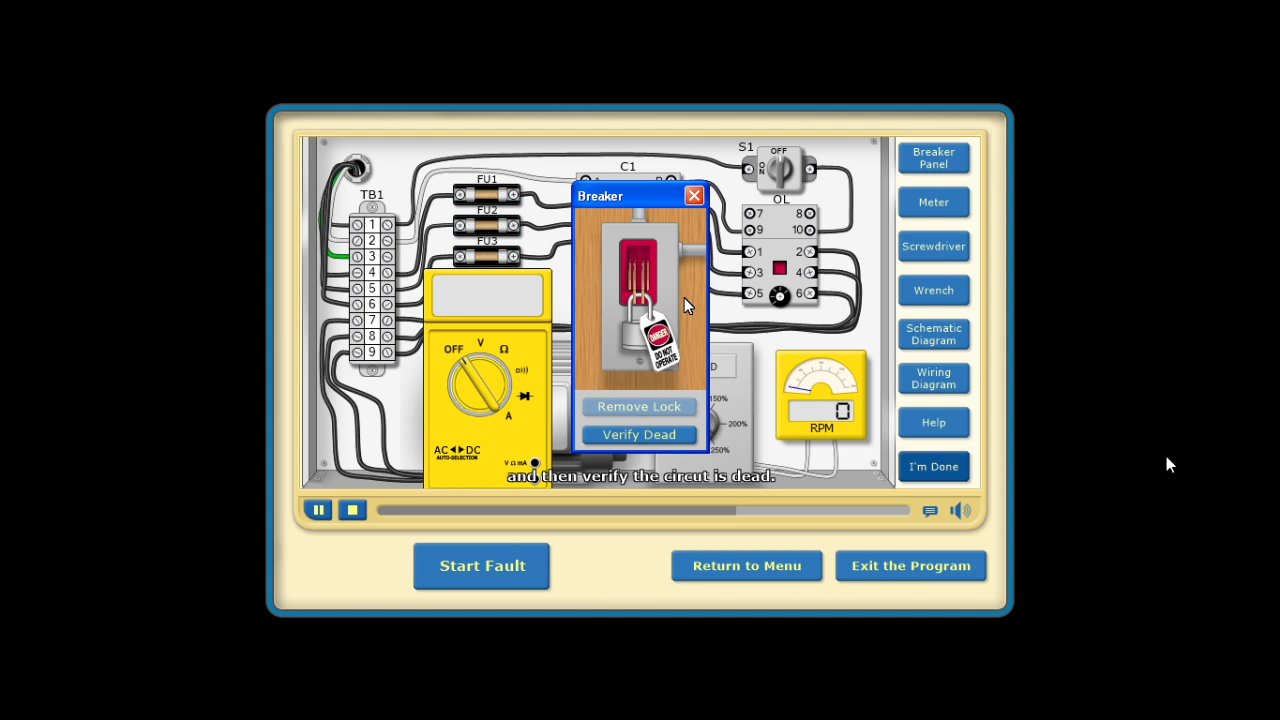 S1
OFF
ON
Breaker
Panel
C1
TB1
FU1
FU2
FU3
Breaker
OL
7 8
9 10
1 2
3 4
5 6
1
2
3
4
5
6
7
8
9
Meter
Screwdriver
Wrench
Schematic
Diagram
Wiring
Diagram
Help
I'm Done
OFF V Ω
A
AC DC
AUTO-SELECTION
V Ω mA
DANGER
DO NOT
OPERATE
Remove Lock
Verify Dead
D
150%
200%
250%
0
RPM
and then verify the circut is dead.
Start Fault
Return to Menu
Exit the Program